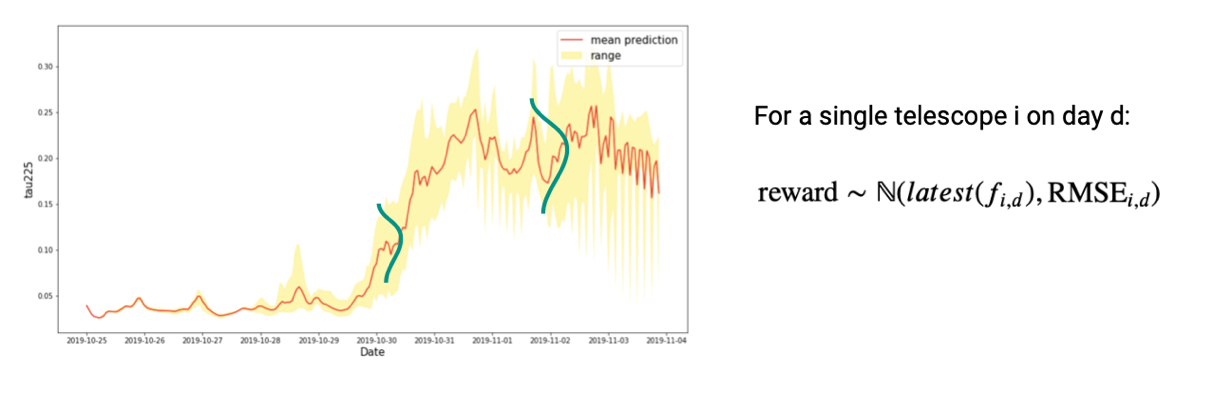 mean prediction
range
0.30
0.25
0.20
0.15
0.10
0.05
tau225
2019-10-25 2019-10-26 2019-10-27 2019-10-28 2019-10-29 2019-10-30 2019-10-31 2019-11-01 2019-11-02 2019-11-03 2019-11-04
Date
For a single telescope i on day d:
reward ~ ℕ(latest(f_{i,d}), RMSE_{i,d})